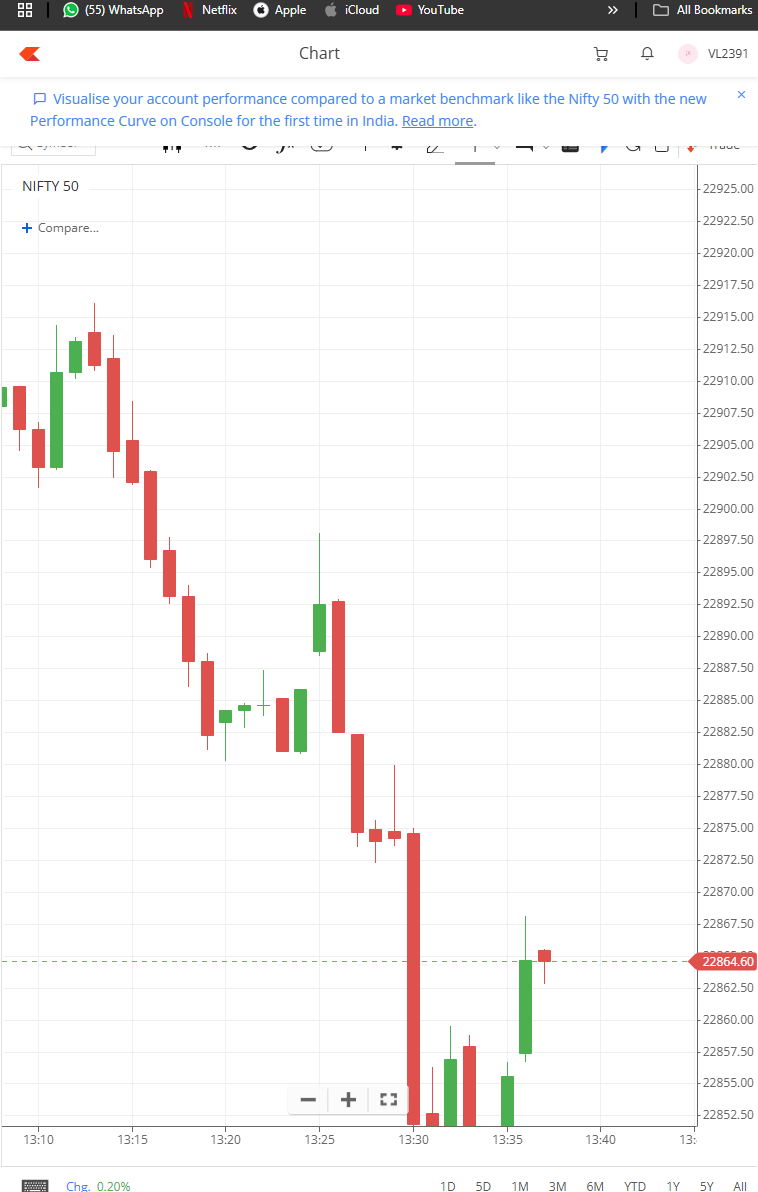 (55) WhatsApp
Netflix
Apple
iCloud
YouTube
»
All Bookmarks
Chart
VL2391
Visualise your account performance compared to a market benchmark like the Nifty 50 with the new
Performance Curve on Console for the first time in India. Read more.
NIFTY 50
+ Compare...
22925.00
22922.50
22920.00
22917.50
22915.00
22912.50
22910.00
22907.50
22905.00
22902.50
22900.00
22897.50
22895.00
22892.50
22890.00
22887.50
22885.00
22882.50
22880.00
22877.50
22875.00
22872.50
22870.00
22867.50
22864.60
22862.50
22860.00
22857.50
22855.00
22852.50
13:10 13:15 13:20 13:25 13:30 13:35 13:40 13:
Chg. 0.20% 1D 5D 1M 3M 6M YTD 1Y 5Y All